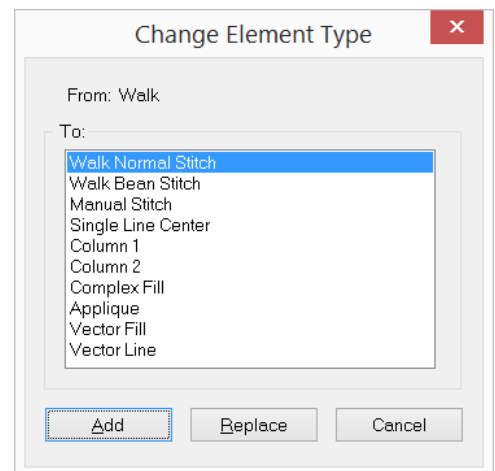 Change Element Type
From: Walk
To:
Walk Normal Stitch
Walk Bean Stitch
Manual Stitch
Single Line Center
Column 1
Column 2
Complex Fill
Applique
Vector Fill
Vector Line
Add Replace Cancel